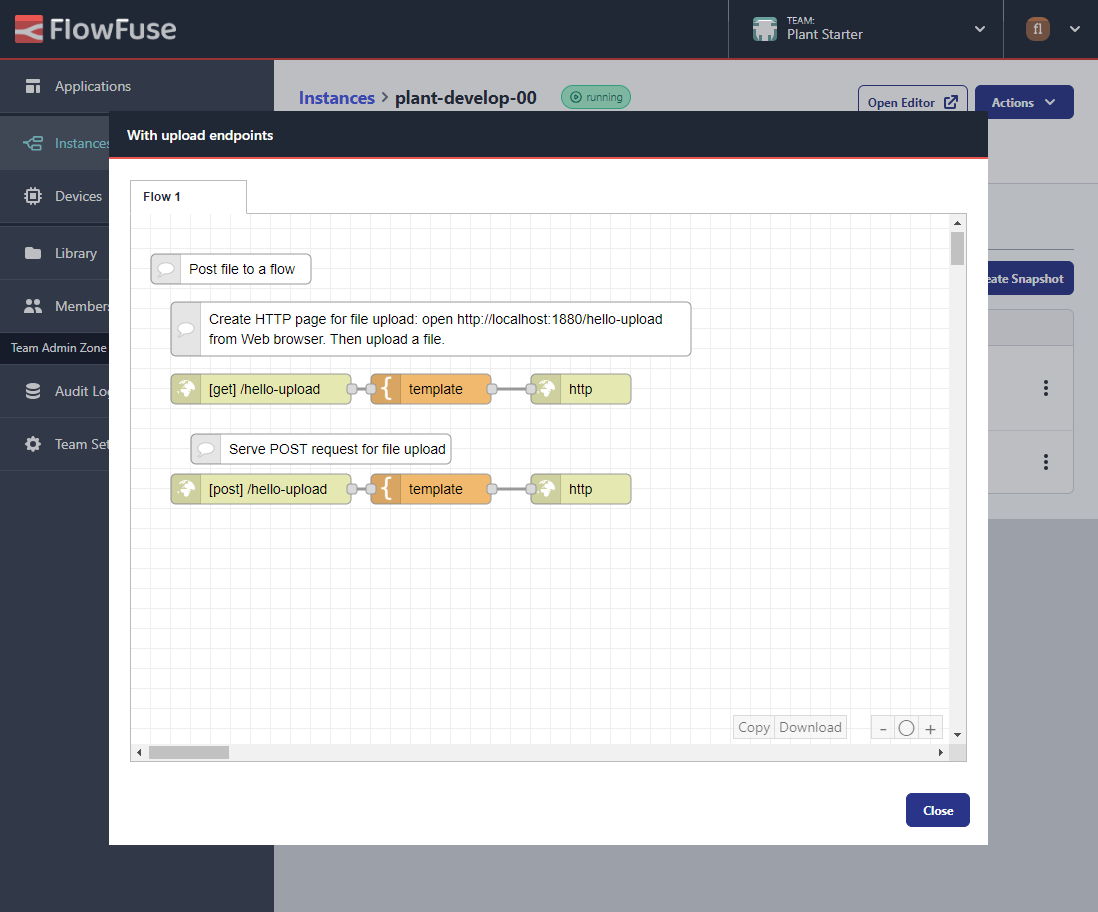 FlowFuse
TEAM:
Plant Starter
fl
Applications
Instances
Devices
Library
Members
Team Admin Zone
Audit Lo
Team Set
Instances > plant-develop-00
running
Open Editor
Actions
eate Snapshot
With upload endpoints
Flow 1
Post file to a flow
Create HTTP page for file upload: open http://localhost:1880/hello-upload
from Web browser. Then upload a file.
[get] /hello-upload
{
template
http
Serve POST request for file upload
[post] /hello-upload
{
template
http
Copy Download
- +
Close